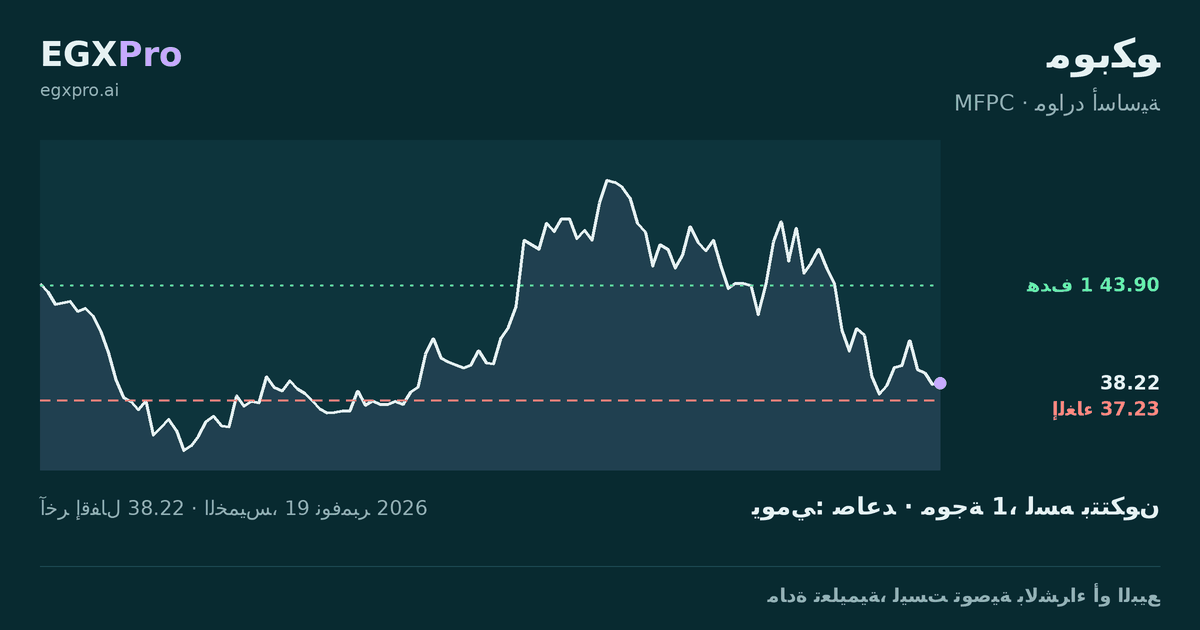 EGXPro
egxpro.ai
موبكو
MFPC · موارد أساسية
هدف 1 43.90
38.22
إلغاء 37.23
يومي: صاعد · موجة 1، لسه بتتكون
آخر إقفال 38.22 · الخميس، 19 نوفمبر 2026
مادة تعليمية، ليست توصية بالشراء أو البيع